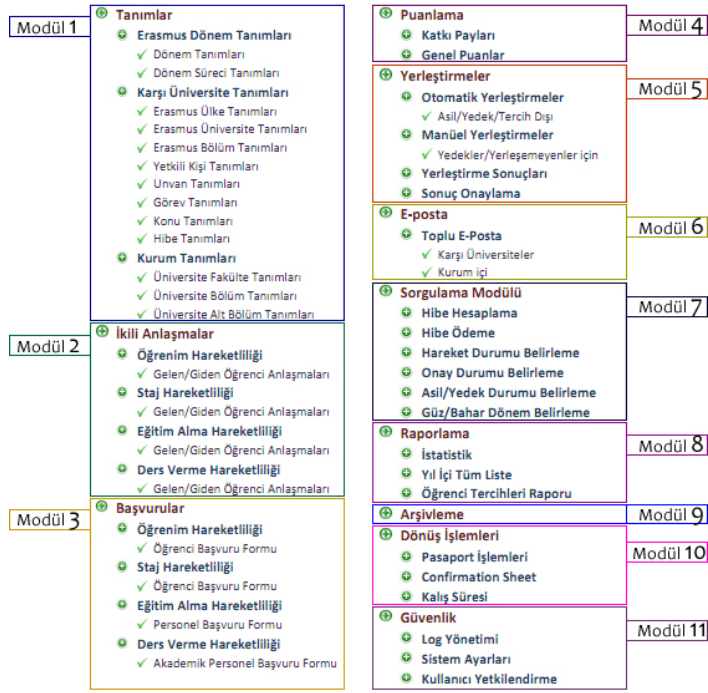 Modül 1
Tanımlar
Erasmus Dönem Tanımları
Dönem Tanımları
Dönem Süreci Tanımları
Karşı Üniversite Tanımları
Erasmus Ülke Tanımları
Erasmus Üniversite Tanımları
Erasmus Bölüm Tanımları
Yetkili Kişi Tanımları
Unvan Tanımları
Görev Tanımları
Konu Tanımları
Hibe Tanımları
Kurum Tanımları
Üniversite Fakülte Tanımları
Üniversite Bölüm Tanımları
Üniversite Alt Bölüm Tanımları
Modül 2
İkili Anlaşmalar
Öğrenim Hareketliliği
Gelen/Giden Öğrenci Anlaşmaları
Staj Hareketliliği
Gelen/Giden Öğrenci Anlaşmaları
Eğitim Alma Hareketliliği
Gelen/Giden Öğrenci Anlaşmaları
Ders Verme Hareketliliği
Gelen/Giden Öğrenci Anlaşmaları
Modül 3
Başvurular
Öğrenim Hareketliliği
Öğrenci Başvuru Formu
Staj Hareketliliği
Öğrenci Başvuru Formu
Eğitim Alma Hareketliliği
Personel Başvuru Formu
Ders Verme Hareketliliği
Akademik Personel Başvuru Formu
Puanlama
Modül 4
Katkı Payları
Genel Puanlar
Yerleştirmeler
Modül 5
Otomatik Yerleştirmeler
Asil/Yedek/Tercih Dışı
Manüel Yerleştirmeler
Yedekler/Yerleşemeyenler için
Yerleştirme Sonuçları
Sonuç Onaylama
E-posta
Modül 6
Toplu E-Posta
Karşı Üniversiteler
Kurum içi
Sorgulama Modülü
Modül 7
Hibe Hesaplama
Hibe Ödeme
Hareket Durumu Belirleme
Onay Durumu Belirleme
Asil/Yedek Durumu Belirleme
Güz/Bahar Dönem Belirleme
Raporlama
Modül 8
İstatistik
Yıl İçi Tüm Liste
Öğrenci Tercihleri Raporu
Arşivleme
Modül 9
Dönüş İşlemleri
Modül 10
Pasaport İşlemleri
Confirmation Sheet
Kalış Süresi
Güvenlik
Modül 11
Log Yönetimi
Sistem Ayarları
Kullanıcı Yetkilendirme